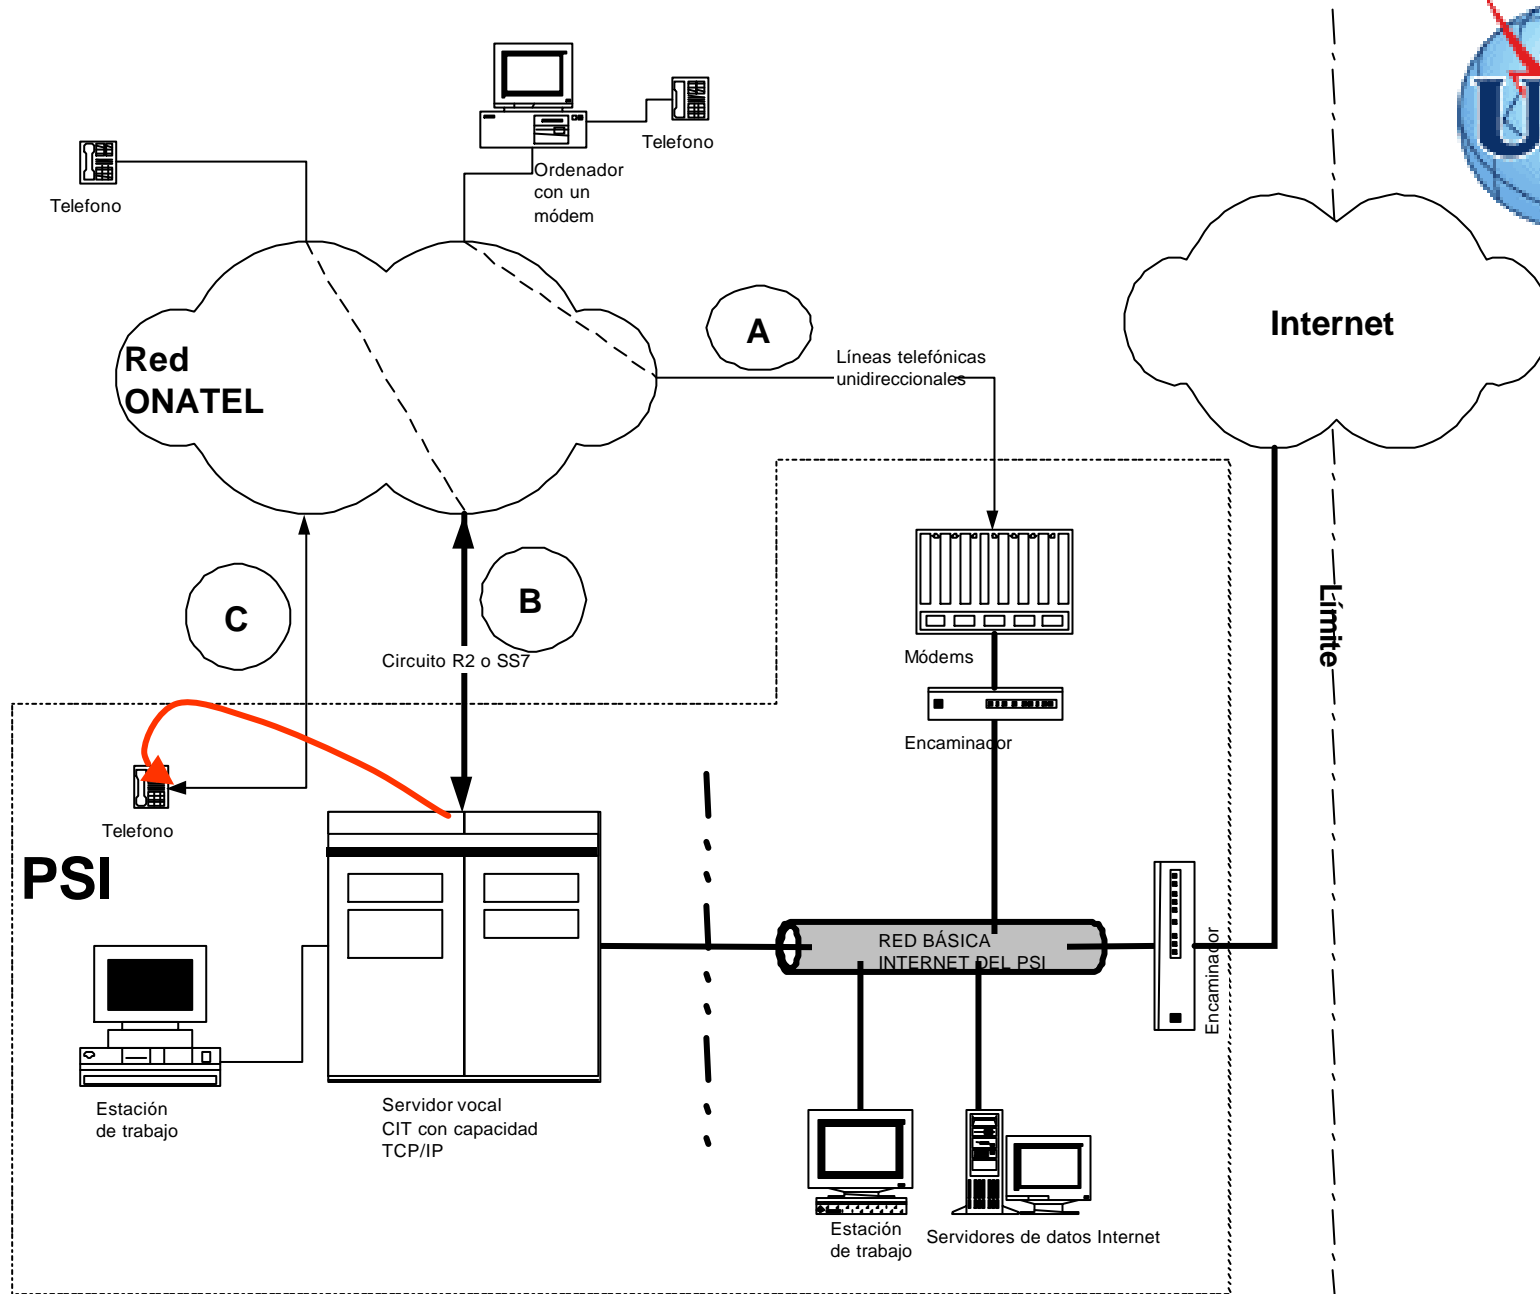 Telefono
Ordenador
con un
módem
Telefono
U
Internet
A
Líneas telefónicas
unidireccionales
Red
ONATEL
C
B
Circuito R2 o SS7
Módems
Encaminador
Límite
Telefono
PSI
RED BÁSICA
INTERNET DEL PSI
Encaminador
Estación
de trabajo
Servidor vocal
CIT con capacidad
TCP/IP
Estación
de trabajo
Servidores de datos Internet